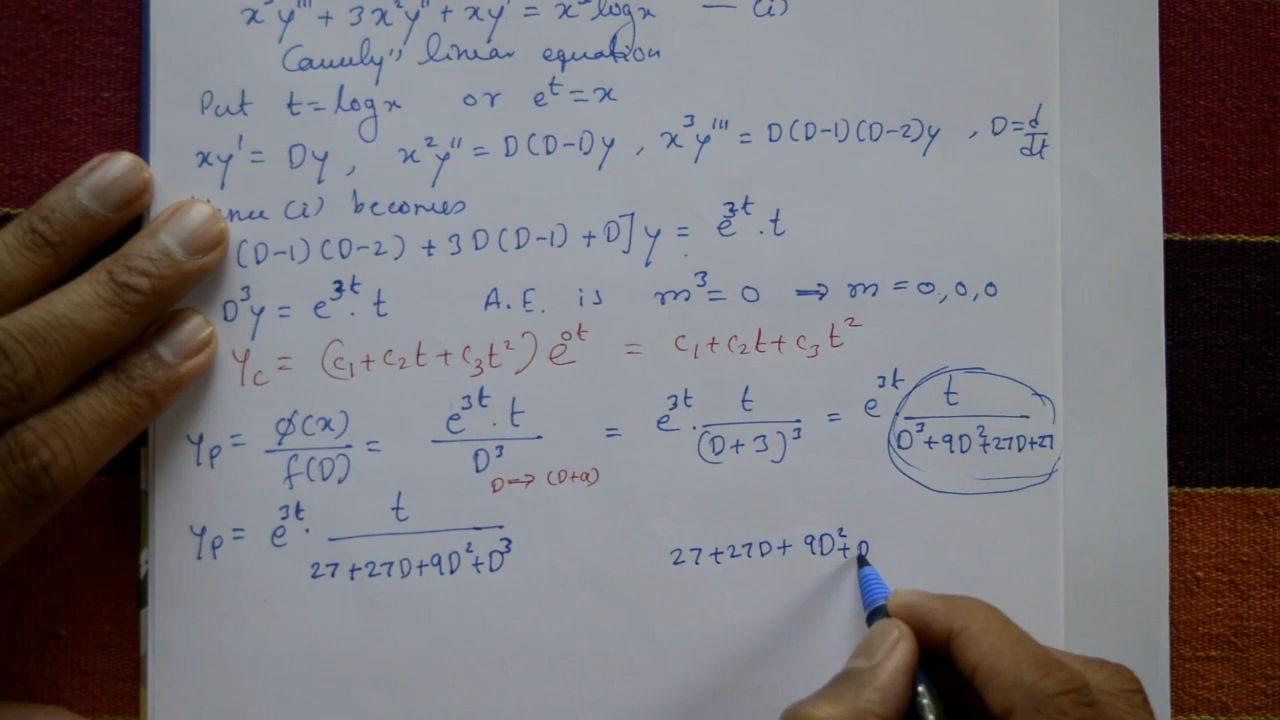 x³y''' + 3x²y'' + xy' = x³ logx — (i)
Cauchy's linear equation
Put t = logx or eᵗ = x
xy' = Dy, x²y'' = D(D-1)y, x³y''' = D(D-1)(D-2)y, D = d/dt
(i) becomes
(D-1)(D-2) + 3D(D-1) + D]y = e³ᵗ.t
D³y = e³ᵗ.t A.E. is m³ = 0 ⇒ m = 0,0,0
Yc = (c₁+c₂t+c₃t²)e⁰ᵗ = c₁+c₂t+c₃t²
yp = φ(x)/f(D) = e³ᵗ.t/D³ = e³ᵗ.t/(D+3)³ = e³ᵗ t/D³+9D²+27D+27
D→(D+a)
yp = e³ᵗ. t/27+27D+9D²+D³ 27+27D+9D²+D